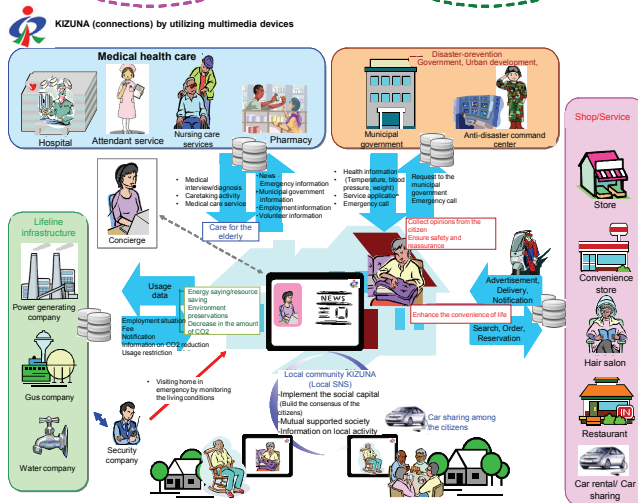 KIZUNA (connections) by utilizing multimedia devices
Medical health care
Hospital
Attendant service
Nursing care
services
Pharmacy
Disaster-prevention
Government, Urban development,
Municipal
government
Anti-disaster command
center
Shop/Service
Store
Convenience
store
Hair salon
Restaurant
IN
Car rental/ Car
sharing
Concierge
• Medical
interview/diagnosis
• Caretaking activity
• Medical care service
• News
• Emergency information
• Municipal government
information
• Employment information
• Volunteer information
• Health information
• (Temperature, blood
pressure, weight)
• Service application
• Emergency call
Request to the
municipal
government
Emergency call
Care for the
elderly
Collect opinions from the
citizen
Ensure safety and
reassurance
Lifeline
infrastructure
Power generating
company
Gus company
Water company
Usage
data
Employment situation
Fee
Notification
Information on CO2 reduction
Usage restriction
Energy saving/resource
saving
Environment
preservations
Decrease in the amount
of CO2
NEWS
Advertisement,
Delivery,
Notification
Enhance the convenience of life
Search, Order,
Reservation
• Visiting home in
emergency by monitoring
the living conditions
Security
company
Local community KIZUNA
(Local SNS)
-Implement the social capital
(Build the consensus of the
citizens)
-Mutual supported society
-Information on local activity
Car sharing among
the citizens